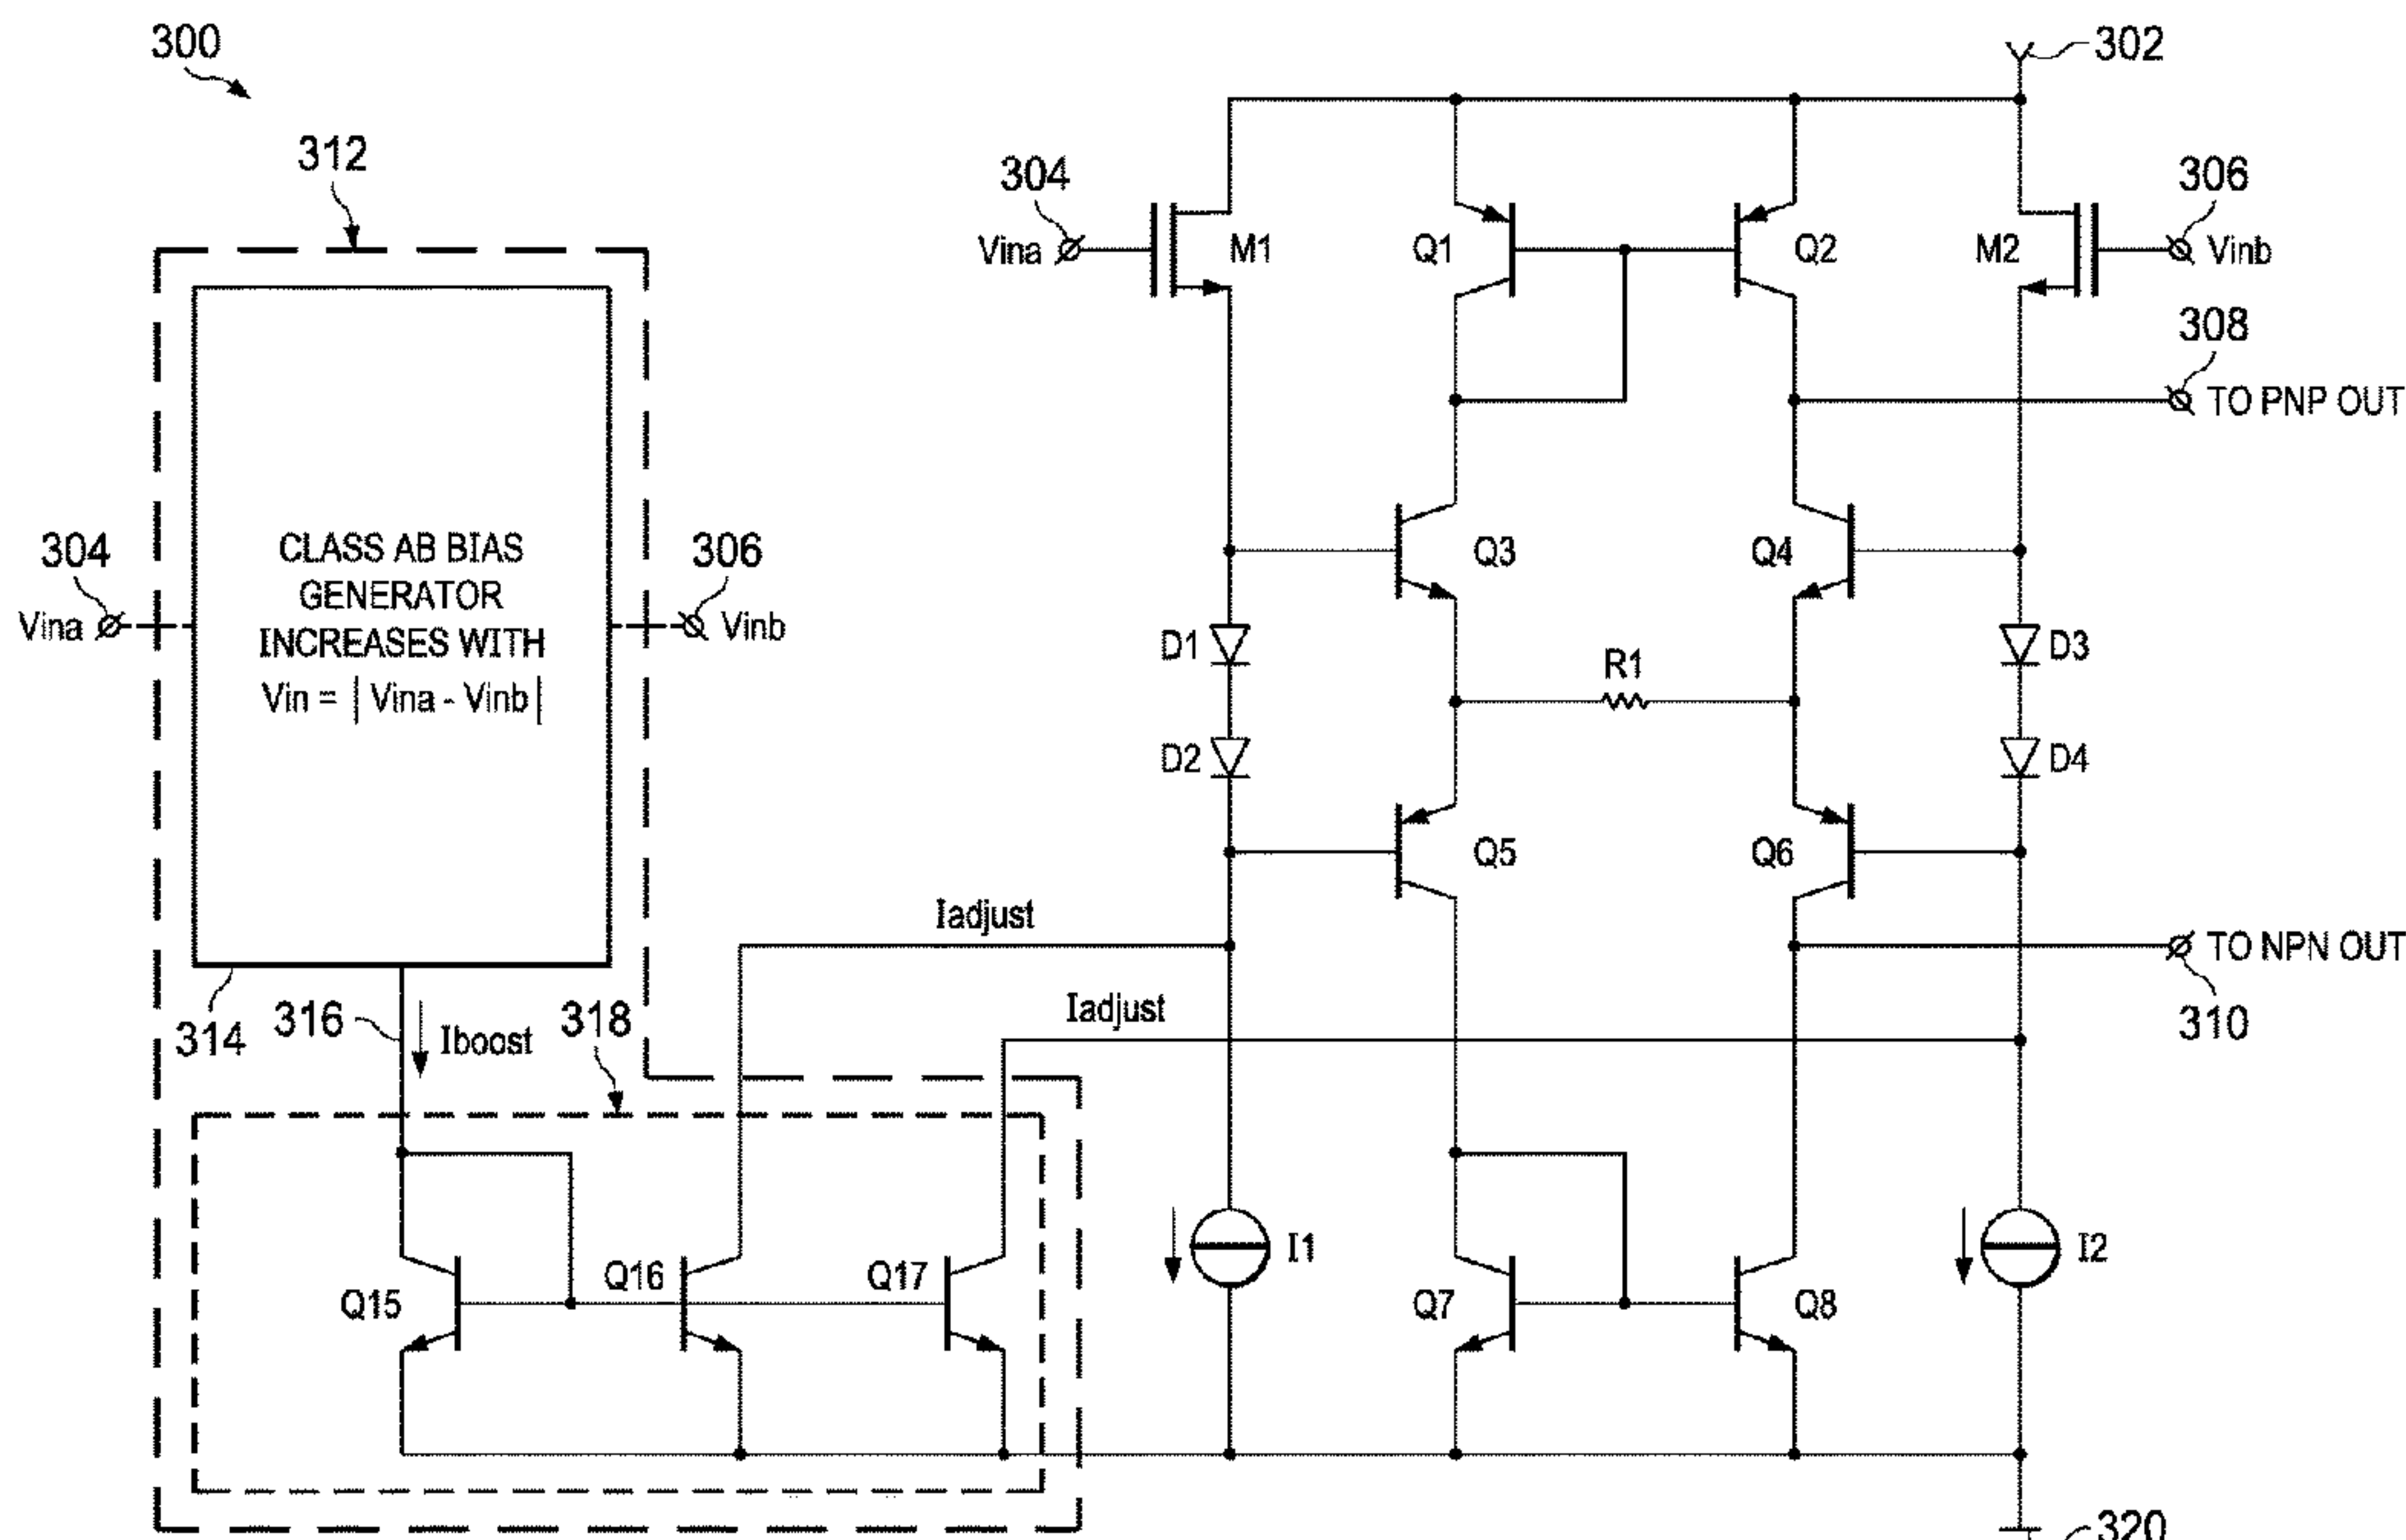 300
302
312
304
Vina
M1
Q1
Q2
M2
306
Vinb
308
TO PNP OUT
304
Vina
CLASS AB BIAS
GENERATOR
INCREASES WITH
Vin = | Vina - Vinb |
306
Vinb
Q3
Q4
D1
R1
D3
D2
D4
Q5
Q6
Iadjust
TO NPN OUT
310
314
316
Iboost
318
Iadjust
Q15
Q16
Q17
I1
Q7
Q8
I2
320